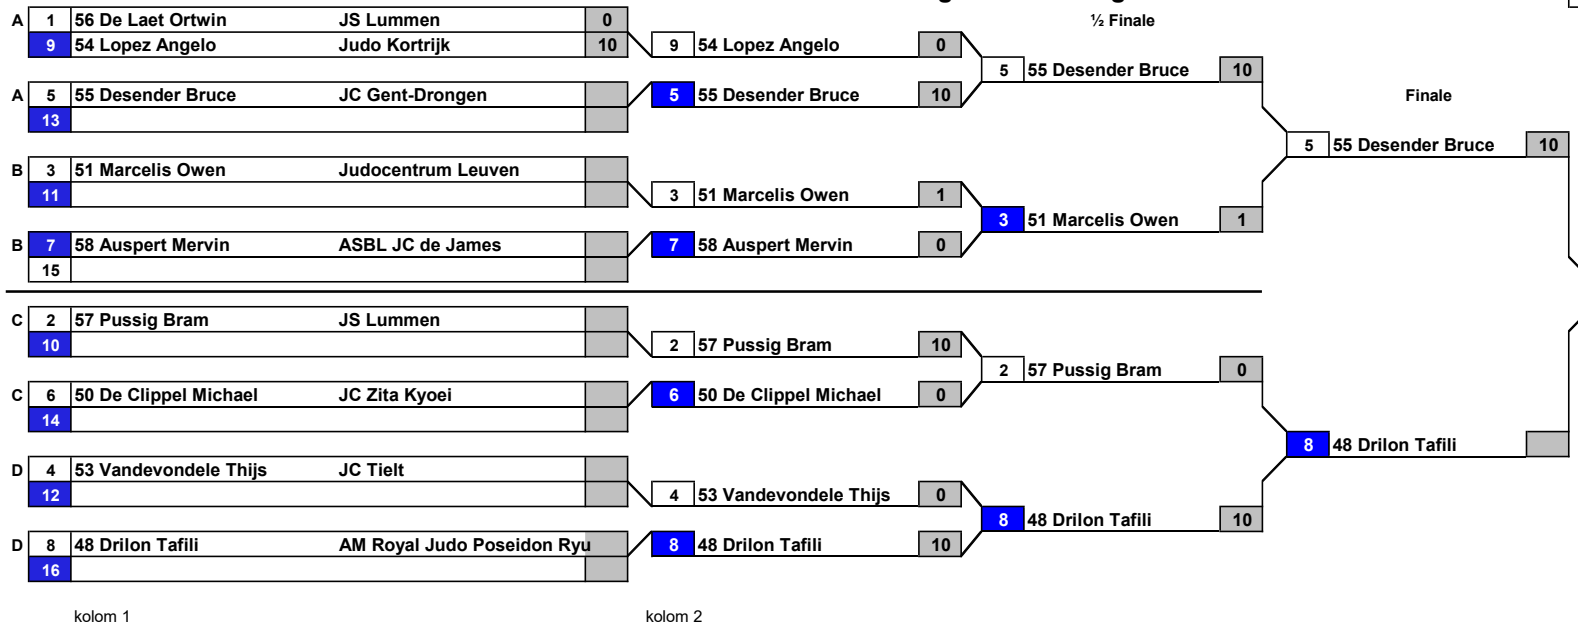 ½ Finale
A 1 56 De Laet Ortwin JS Lummen 0
9 54 Lopez Angelo Judo Kortrijk 10
9 54 Lopez Angelo 0
5 55 Desender Bruce 10
A 5 55 Desender Bruce JC Gent-Drongen
5 55 Desender Bruce 10
Finale
13
5 55 Desender Bruce 10
B 3 51 Marcelis Owen Judocentrum Leuven
11
3 51 Marcelis Owen 1
3 51 Marcelis Owen 1
B 7 58 Auspert Mervin ASBL JC de James
7 58 Auspert Mervin 0
15
C 2 57 Pussig Bram JS Lummen
10
2 57 Pussig Bram 10
2 57 Pussig Bram 0
C 6 50 De Clippel Michael JC Zita Kyoei
6 50 De Clippel Michael 0
14
8 48 Drilon Tafili
D 4 53 Vandevondele Thijs JC Tielt
12
4 53 Vandevondele Thijs 0
8 48 Drilon Tafili 10
D 8 48 Drilon Tafili AM Royal Judo Poseidon Ryu
8 48 Drilon Tafili 10
16
kolom 1 kolom 2